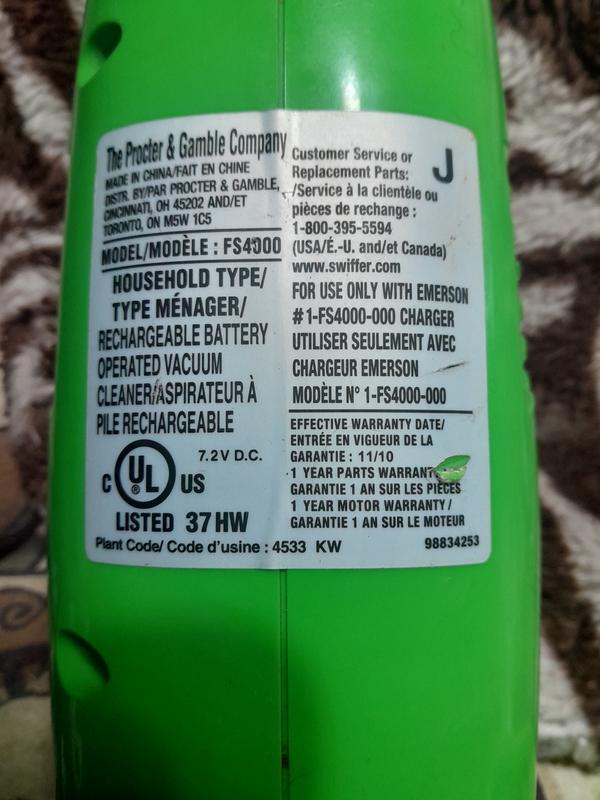 The Procter & Gamble Company
MADE IN CHINA/FAIT EN CHINE
DISTR. BY/PAR PROCTER & GAMBLE,
CINCINNATI, OH 45202 AND/ET
TORONTO, ON M5W 1C5
MODEL/MODÈLE : FS4000
HOUSEHOLD TYPE/
TYPE MÉNAGER/
RECHARGEABLE BATTERY
OPERATED VACUUM
CLEANER/ASPIRATEUR À
PILE RECHARGEABLE
7.2V D.C.
C UL US
®
LISTED 37HW
Plant Code/ Code d'usine : 4533 KW
Customer Service or
Replacement Parts:
/Service à la clientèle ou
pièces de rechange :
1-800-395-5594
(USA/É.-U. and/et Canada)
www.swiffer.com
J
FOR USE ONLY WITH EMERSON
#1-FS4000-000 CHARGER
UTILISER SEULEMENT AVEC
CHARGEUR EMERSON
MODÈLE N° 1-FS4000-000
EFFECTIVE WARRANTY DATE/
ENTRÉE EN VIGUEUR DE LA
GARANTIE : 11/10
1 YEAR PARTS WARRANT
GARANTIE 1 AN SUR LES PIÈCES
1 YEAR MOTOR WARRANTY/
GARANTIE 1 AN SUR LE MOTEUR
98834253